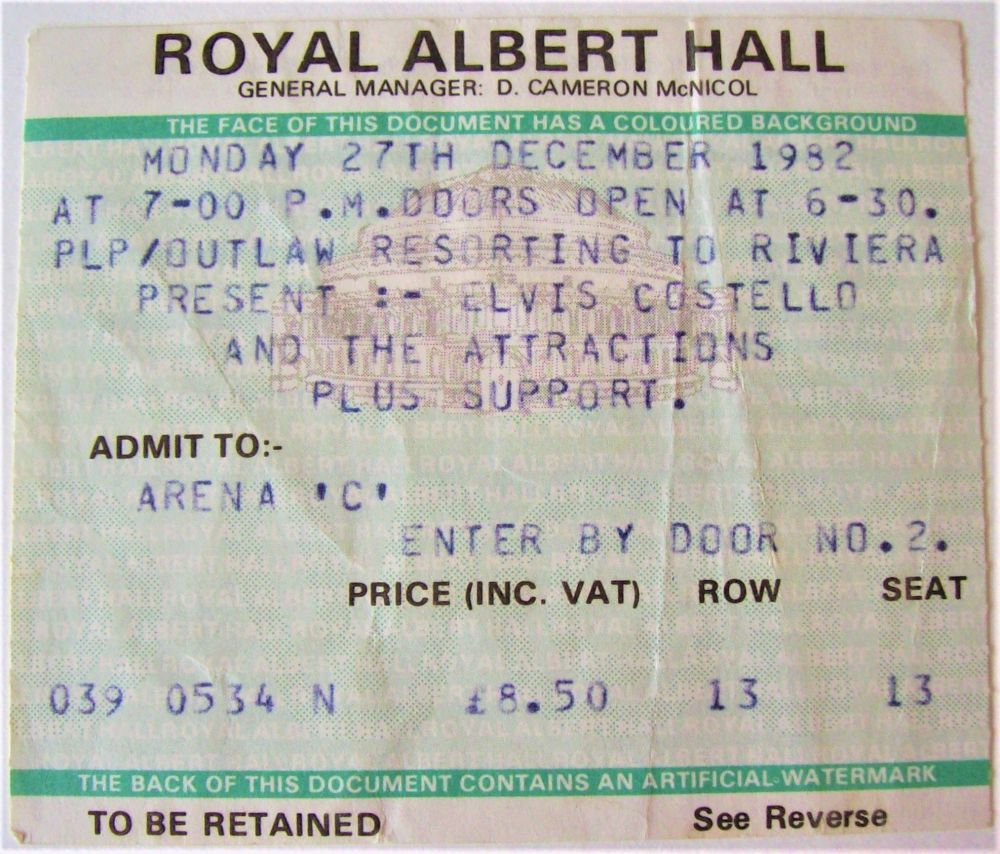 ROYAL ALBERT HALL
GENERAL MANAGER: D. CAMERON McNICOL
THE FACE OF THIS DOCUMENT HAS A COLOURED BACKGROUND
MONDAY 27TH DECEMBER 1982
AT 7-00 P.M.DOORS OPEN AT 6-30.
PLP/OUTLAW RESORTING TO RIVIERA
PRESENT :- ELVIS COSTELLO
AND THE ATTRACTIONS
PLUS SUPPORT.
ADMIT TO:-
ARENA 'C'
ENTER BY DOOR NO.2.
PRICE (INC. VAT) ROW SEAT
039 0534 N £8.50 13 13
THE BACK OF THIS DOCUMENT CONTAINS AN ARTIFICIAL WATERMARK
TO BE RETAINED See Reverse